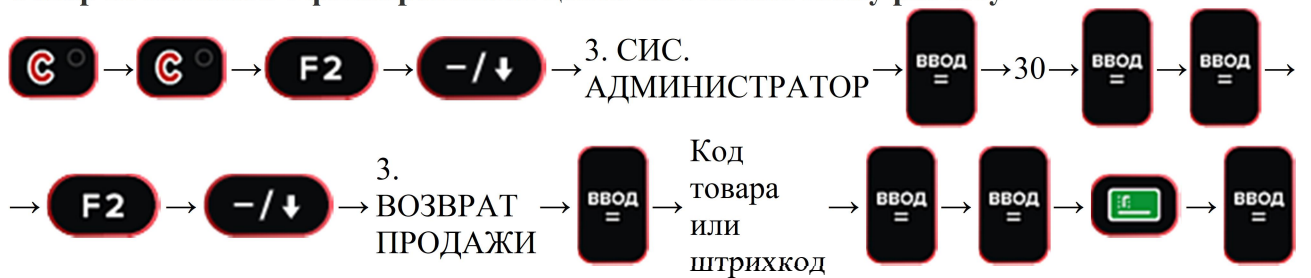 C → C → F2 → −/↓ → 3. СИС. АДМИНИСТРАТОР → ВВОД = → 30 → ВВОД = → ВВОД = →
→ F2 → −/↓ → 3. ВОЗВРАТ ПРОДАЖИ → ВВОД = → Код товара или штрихкод → ВВОД = → ВВОД = → → ВВОД =